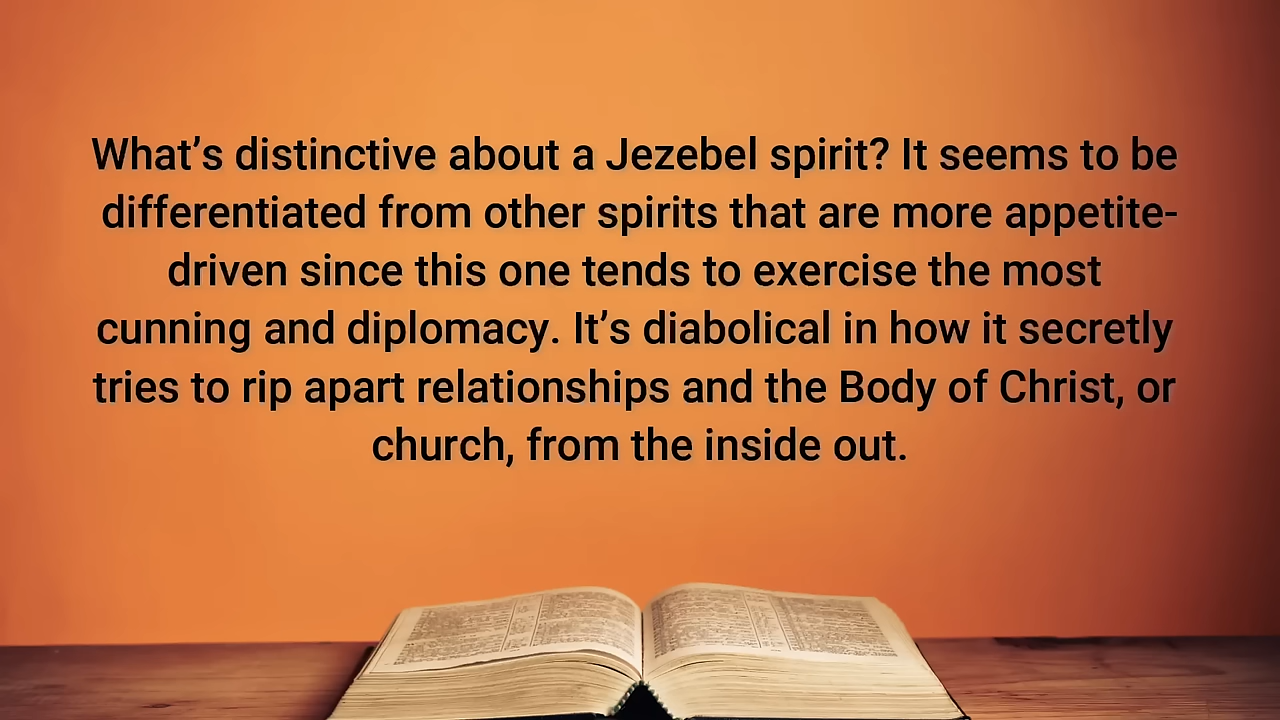 What’s distinctive about a Jezebel spirit? It seems to be
differentiated from other spirits that are more appetite-
driven since this one tends to exercise the most
cunning and diplomacy. It’s diabolical in how it secretly
tries to rip apart relationships and the Body of Christ, or
church, from the inside out.